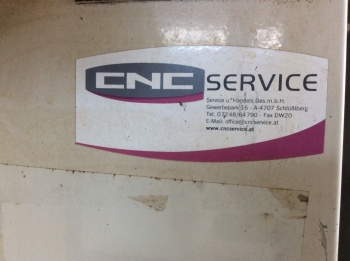 CNC SERVICE
Service u. Handels Ges.m.b.H.
Gewerbepark 16 - A-4707 Schlüßlberg
Tel. 07248/64790 - Fax DW20
E-Mail: office@cncservice.at
www.cncservice.at